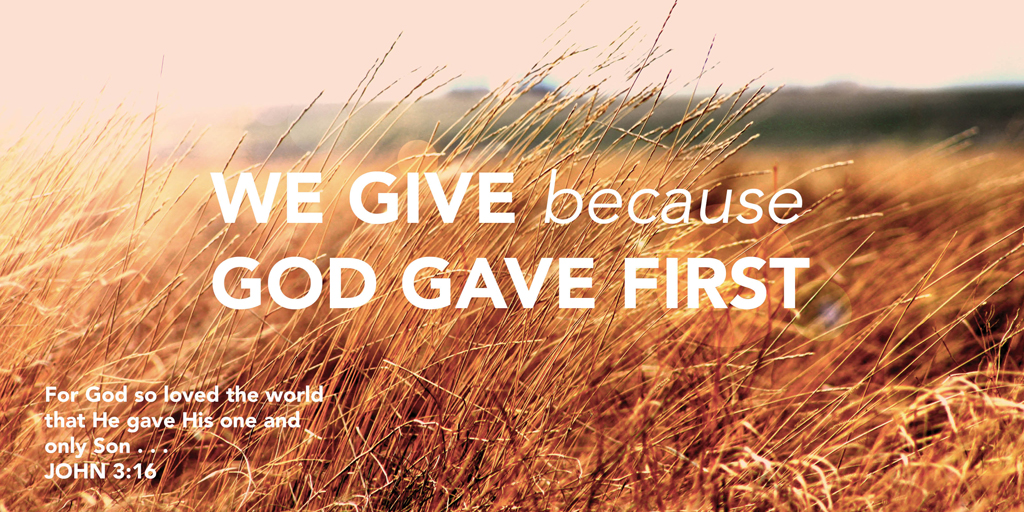 WE GIVE because
GOD GAVE FIRST
For God so loved the world
that He gave His one and
only Son . . .
JOHN 3:16